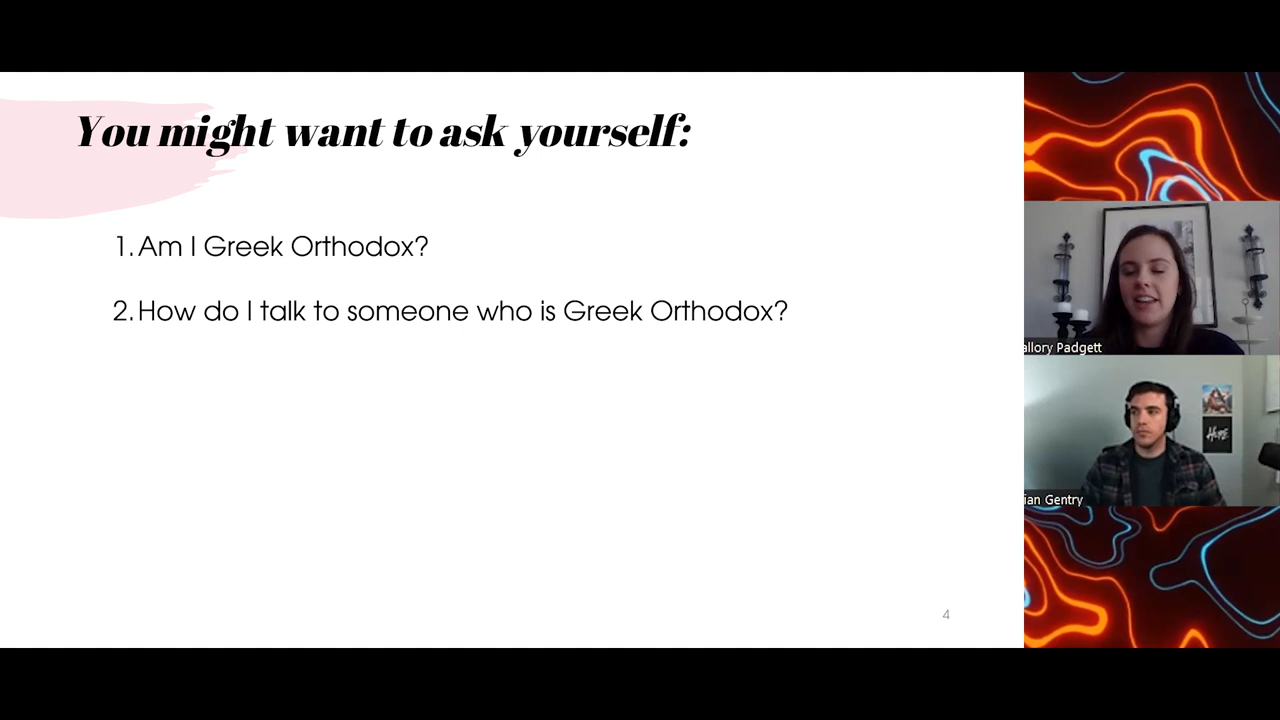 You might want to ask yourself:
1. Am I Greek Orthodox?
2. How do I talk to someone who is Greek Orthodox?
allory Padgett
HOPE
ian Gentry
4